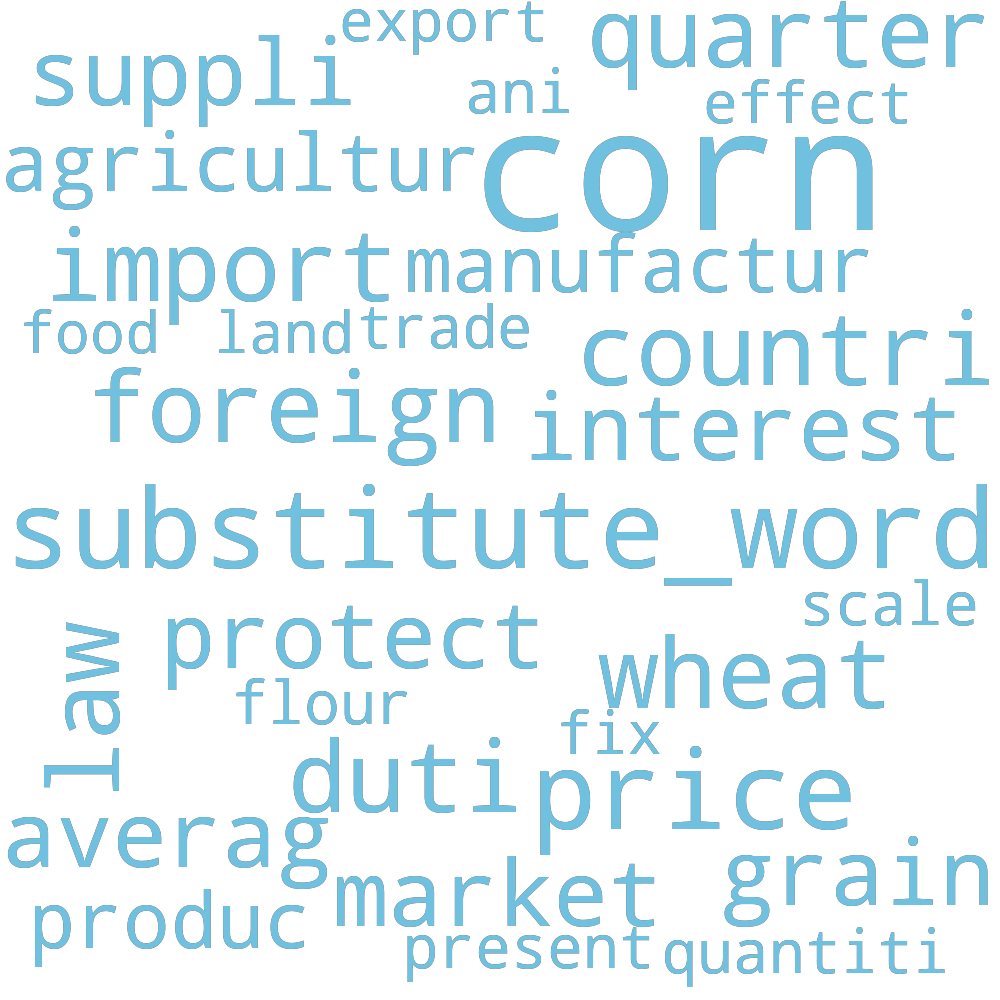 export
quarter
suppli
ani
effect
agricultur
corn
import
manufactur
food
land
trade
countri
foreign
interest
substitute_word
scale
law
protect
wheat
flour
fix
duti
price
averag
market
grain
produc
present
quantiti